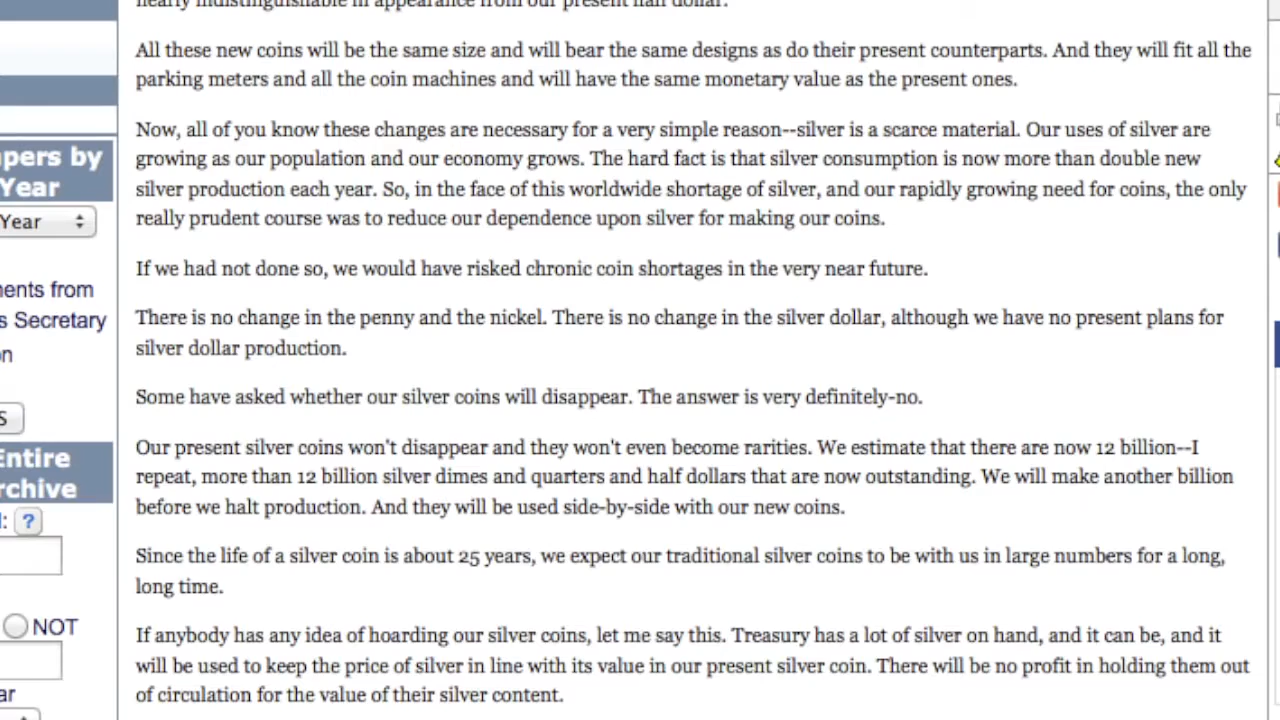 nearly indistinguishable in appearance from our present half dollar.
All these new coins will be the same size and will bear the same designs as do their present counterparts. And they will fit all the
parking meters and all the coin machines and will have the same monetary value as the present ones.
Now, all of you know these changes are necessary for a very simple reason--silver is a scarce material. Our uses of silver are
growing as our population and our economy grows. The hard fact is that silver consumption is now more than double new
silver production each year. So, in the face of this worldwide shortage of silver, and our rapidly growing need for coins, the only
really prudent course was to reduce our dependence upon silver for making our coins.
If we had not done so, we would have risked chronic coin shortages in the very near future.
There is no change in the penny and the nickel. There is no change in the silver dollar, although we have no present plans for
silver dollar production.
Some have asked whether our silver coins will disappear. The answer is very definitely-no.
Our present silver coins won't disappear and they won't even become rarities. We estimate that there are now 12 billion--I
repeat, more than 12 billion silver dimes and quarters and half dollars that are now outstanding. We will make another billion
before we halt production. And they will be used side-by-side with our new coins.
Since the life of a silver coin is about 25 years, we expect our traditional silver coins to be with us in large numbers for a long,
long time.
If anybody has any idea of hoarding our silver coins, let me say this. Treasury has a lot of silver on hand, and it can be, and it
will be used to keep the price of silver in line with its value in our present silver coin. There will be no profit in holding them out
of circulation for the value of their silver content.
apers by
Year
Year
ments from
s Secretary
on
S
Entire
rchive
: ?
NOT
ar